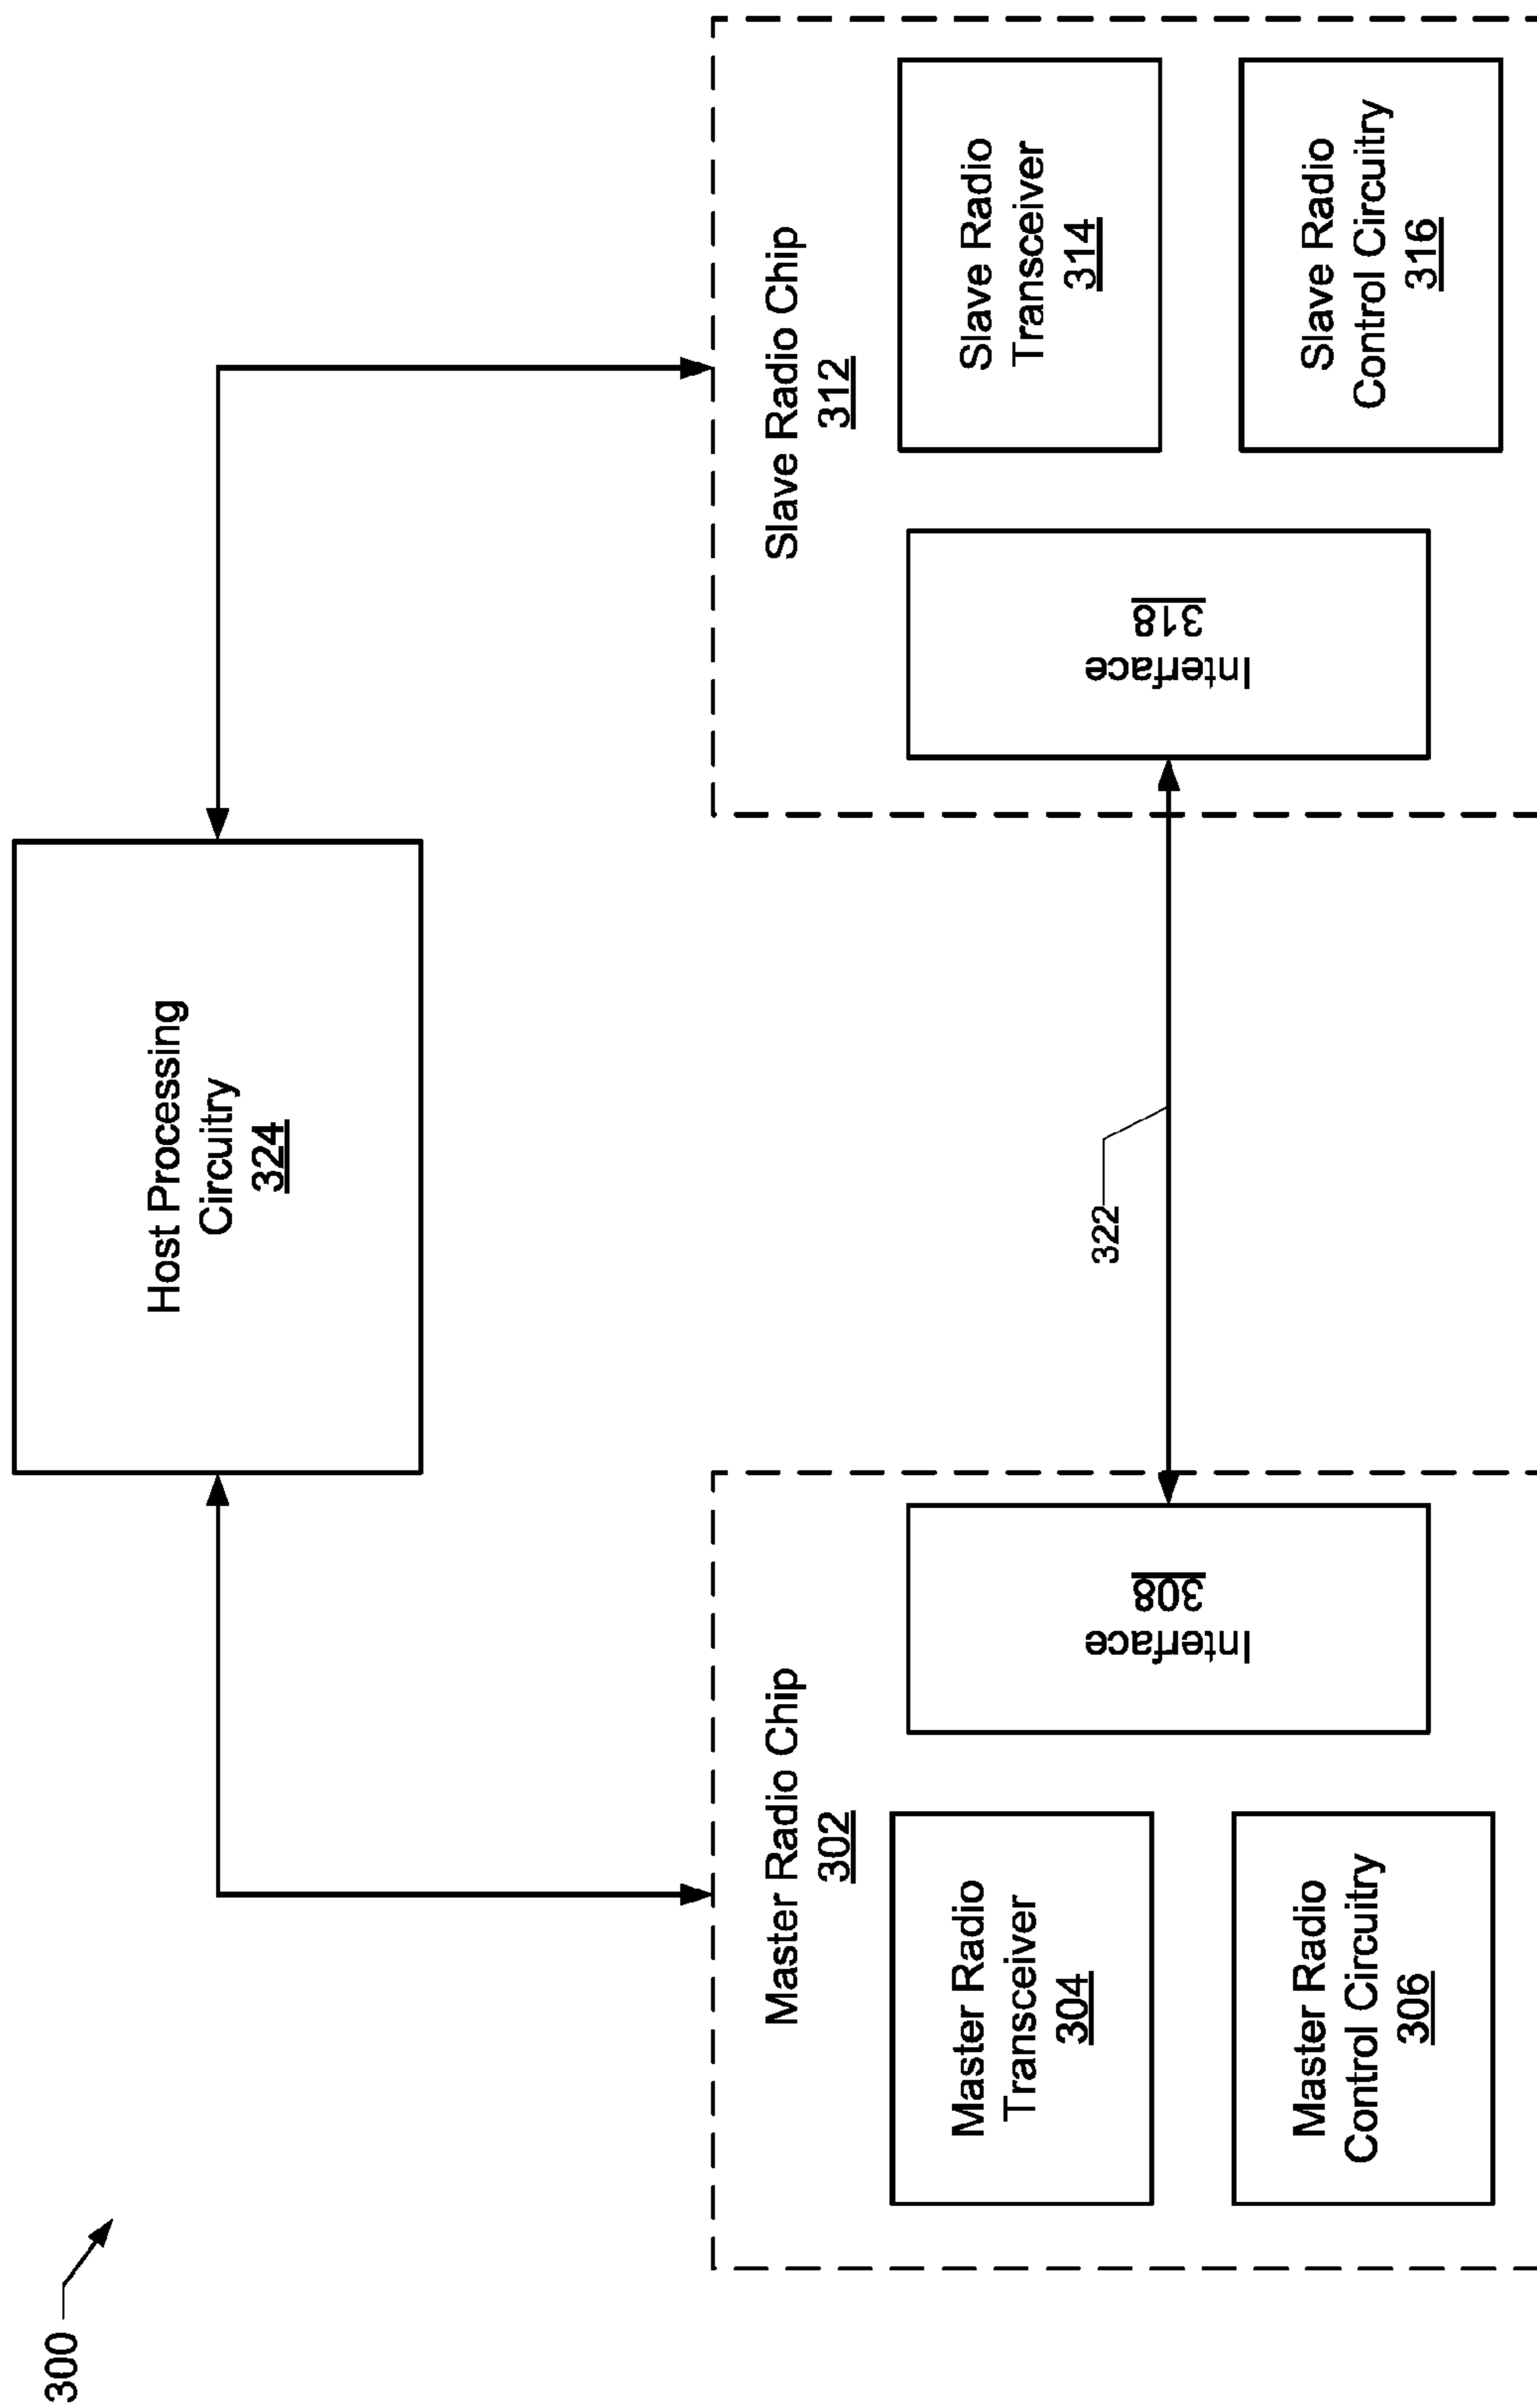 300
Host Processing
Circuitry
324
Master Radio Chip
302
Master Radio
Transceiver
304
Master Radio
Control Circuitry
306
Interface
308
322
Slave Radio Chip
312
Interface
318
Slave Radio
Transceiver
314
Slave Radio
Control Circuitry
316